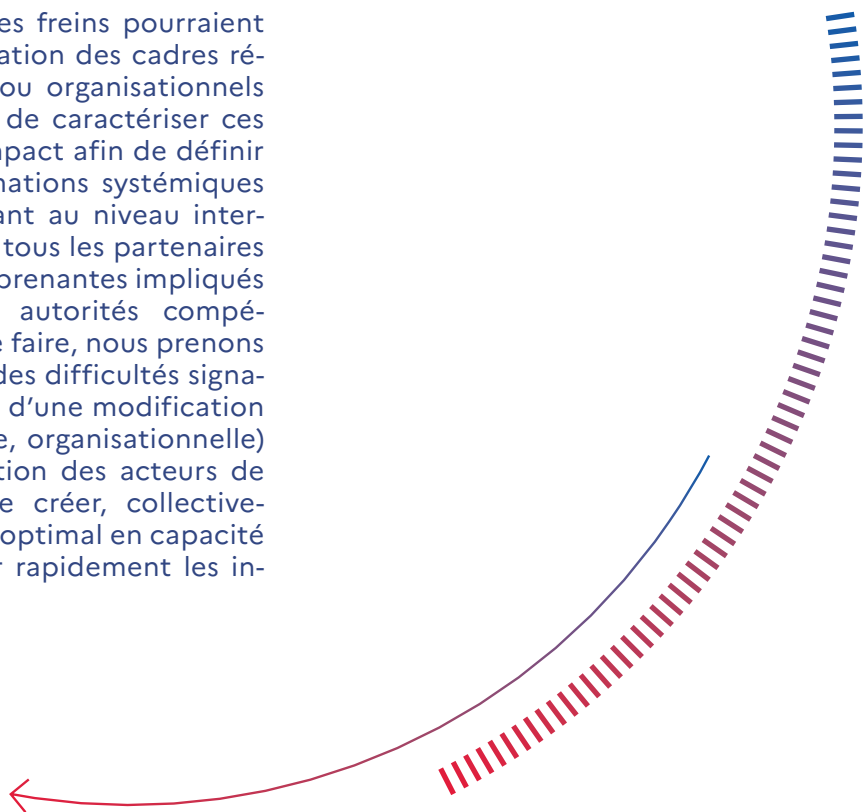 es freins pourraient
ation des cadres ré-
ou organisationnels
de caractériser ces
pact afin de définir
nations systémiques
ant au niveau inter-
tous les partenaires
prenantes impliqués
autorités compé-
e faire, nous prenons
des difficultés signa-
d’une modification
e, organisationnelle)
tion des acteurs de
e créer, collective-
optimal en capacité
r rapidement les in-